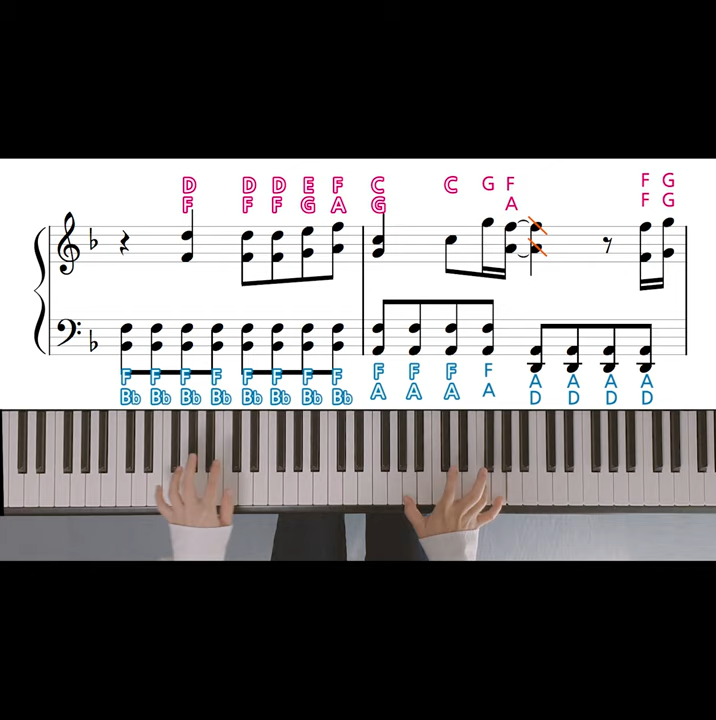 D D D E F C C G F F G
F F F G A G A F G
F F F F F F F F F F F F A A A A
Bb Bb Bb Bb Bb Bb Bb Bb A A A A D D D D